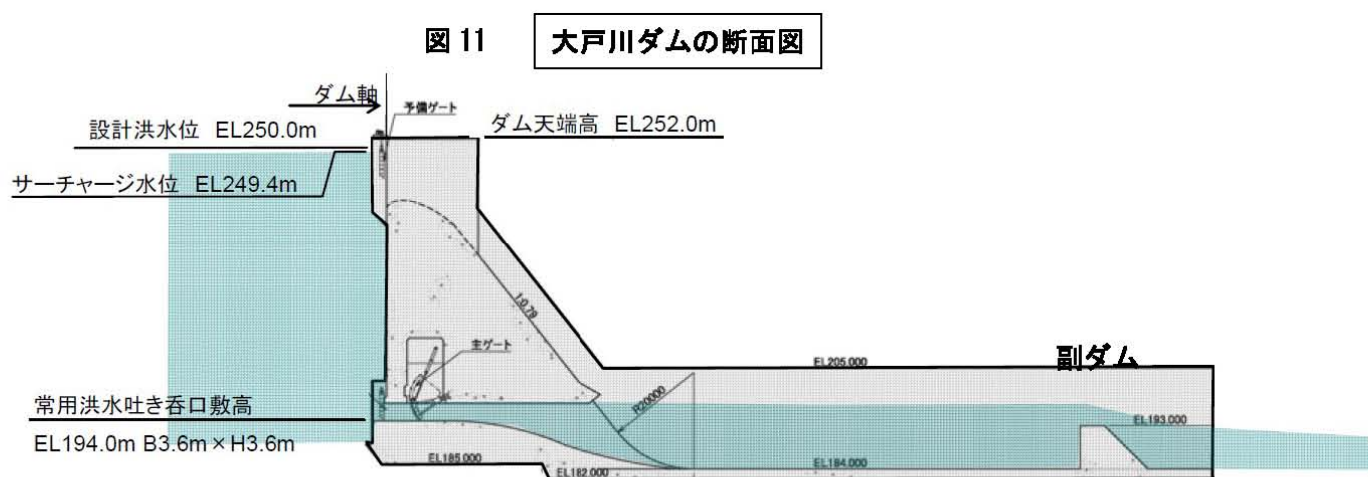 図 11 大戸川ダムの断面図
ダム軸
予備ゲート
設計洪水位 EL250.0m
ダム天端高 EL252.0m
サーチャージ水位 EL249.4m
1:0.78
主ゲート
副ダム
EL205.000
R20000
常用洪水吐き呑口敷高
EL193.000
EL194.0m B3.6m×H3.6m
EL185.000
EL184.000
EL182.000